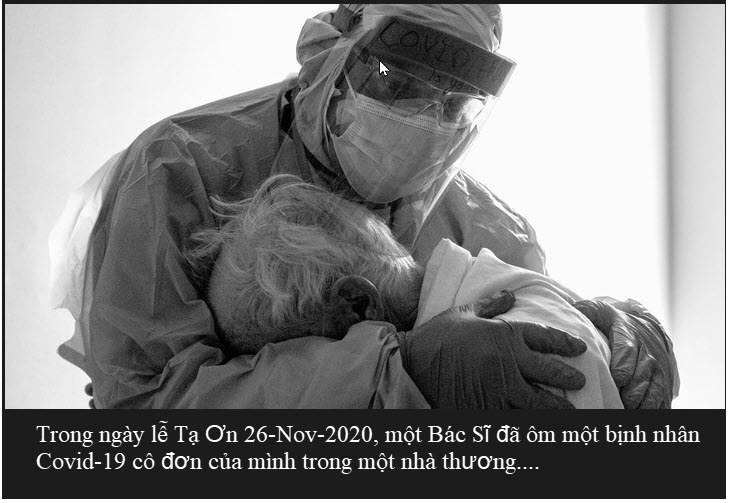 COVID
Trong ngày lễ Tạ Ơn 26-Nov-2020, một Bác Sĩ đã ôm một bịnh nhân
Covid-19 cô đơn của mình trong một nhà thương....